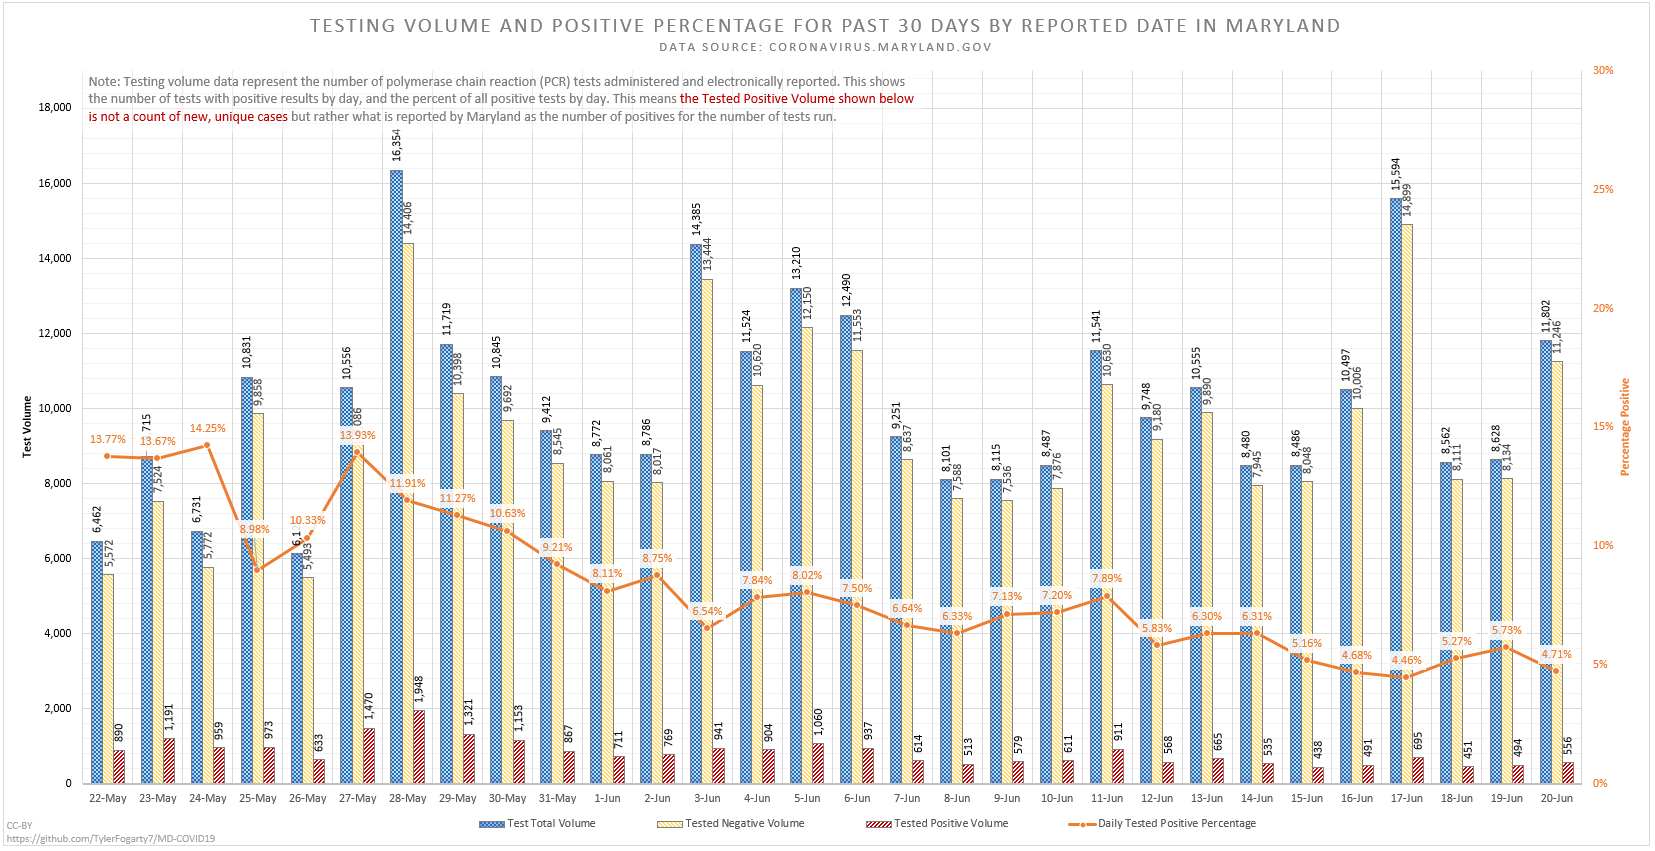 TESTING VOLUME AND POSITIVE PERCENTAGE FOR PAST 30 DAYS BY REPORTED DATE IN MARYLAND
DATA SOURCE: CORONAVIRUS.MARYLAND.GOV
Note: Testing volume data represent the number of polymerase chain reaction (PCR) tests administered and electronically reported. This shows
the number of tests with positive results by day, and the percent of all positive tests by day. This means the Tested Positive Volume shown below
is not a count of new, unique cases but rather what is reported by Maryland as the number of positives for the number of tests run.
Test Volume
18,000
16,000
14,000
12,000
10,000
8,000
6,000
4,000
2,000
0
30%
25%
20%
15%
10%
5%
0%
Percentage Positive
6,462 5,572 890 13.77%
715 7,524 1,191 13.67%
6,731 5,772 959 14.25%
10,831 9,858 973 8.98%
5,493 633 10.33%
10,556 086 1,470 13.93%
16,354 14,406 1,948 11.91%
11,719 10,398 1,321 11.27%
10,845 9,692 1,153 10.63%
9,412 8,545 867 9.21%
8,772 8,061 711 8.11%
8,786 8,017 769 8.75%
14,385 13,444 941 6.54%
11,524 10,620 904 7.84%
13,210 12,150 1,060 8.02%
12,490 11,553 937 7.50%
9,251 8,637 614 6.64%
8,101 7,588 513 6.33%
8,115 7,536 579 7.13%
8,487 7,876 611 7.20%
11,541 10,630 911 7.89%
9,748 9,180 568 5.83%
10,555 9,890 665 6.30%
8,480 7,945 535 6.31%
8,486 8,048 438 5.16%
10,497 10,006 491 4.68%
15,594 14,899 695 4.46%
8,562 8,111 451 5.27%
8,628 8,134 494 5.73%
11,802 11,246 556 4.71%
22-May 23-May 24-May 25-May 26-May 27-May 28-May 29-May 30-May 31-May 1-Jun 2-Jun 3-Jun 4-Jun 5-Jun 6-Jun 7-Jun 8-Jun 9-Jun 10-Jun 11-Jun 12-Jun 13-Jun 14-Jun 15-Jun 16-Jun 17-Jun 18-Jun 19-Jun 20-Jun
Test Total Volume Tested Negative Volume Tested Positive Volume Daily Tested Positive Percentage
CC-BY
https://github.com/TylerFogarty7/MD-COVID19